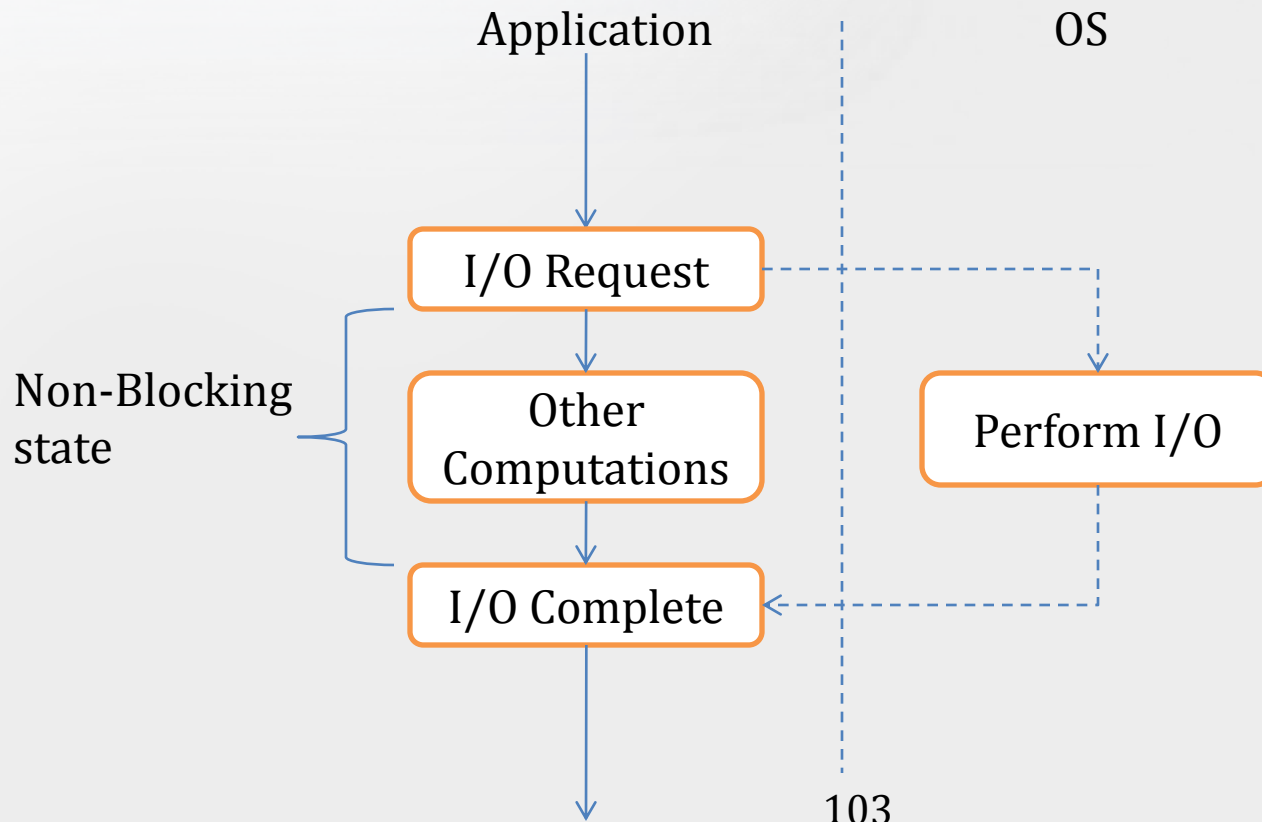 Application
OS
I/O Request
Non-Blocking
state
Other
Computations
Perform I/O
I/O Complete
103